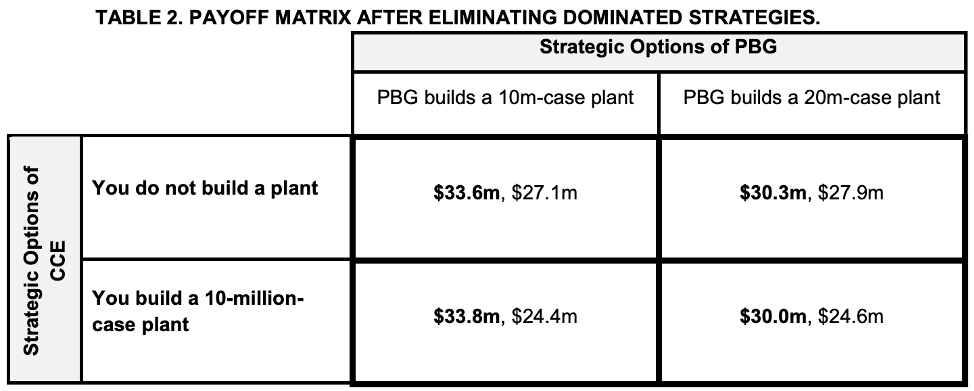 TABLE 2. PAYOFF MATRIX AFTER ELIMINATING DOMINATED STRATEGIES.
Strategic Options of PBG
PBG builds a 10m-case plant
PBG builds a 20m-case plant
Strategic Options of
CCE
You do not build a plant
$33.6m, $27.1m
$30.3m, $27.9m
You build a 10-million-
case plant
$33.8m, $24.4m
$30.0m, $24.6m